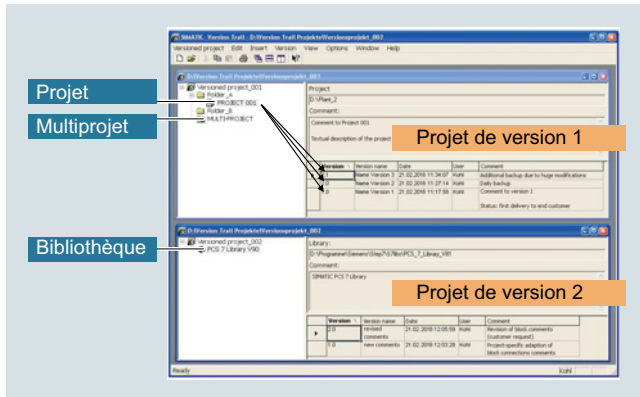 SIMATIC Version Trail - D:\Version Trail Projekte\Versionsprojekt_002
Versioned project Edit Insert Version View Options Window Help
D:\Version Trail Projekte\Versionsprojekt_001
Versioned project_001
Folder_A
PROJECT 001
Folder_B
MULTI-PROJECT
Projet
Multiprojet
Project
D:\Plant_2
Comment:
Comment to Project 001
Textual description of the project
Projet de version 1
Version Version name Date User Comment
Name Version 3 21.02.2018 11:34:07 Kohl Additional backup due to huge modifications
Name Version 2 21.02.2018 11:27:14 Kohl Daily backup
Name Version 1 21.02.2018 11:17:58 Kohl Comment to version 1
Status: first delivery to end customer
D:\Version Trail Projekte\Versionsprojekt_002
Versioned project_002
PCS 7 Library V90
Bibliothèque
Library:
D:\Programme\Siemens\Step7\S7libs\PCS_7_Library_V81
Comment:
SIMATIC PCS 7 Library
Projet de version 2
Version Version name Date User Comment
2.0 revised comments 21.02.2018 12:05:59 Kohl Revision of block comments
(customer request)
1.0 new comments 21.02.2018 12:03:28 Kohl Project-specific adaption of
block connections comments
Ready Kohl